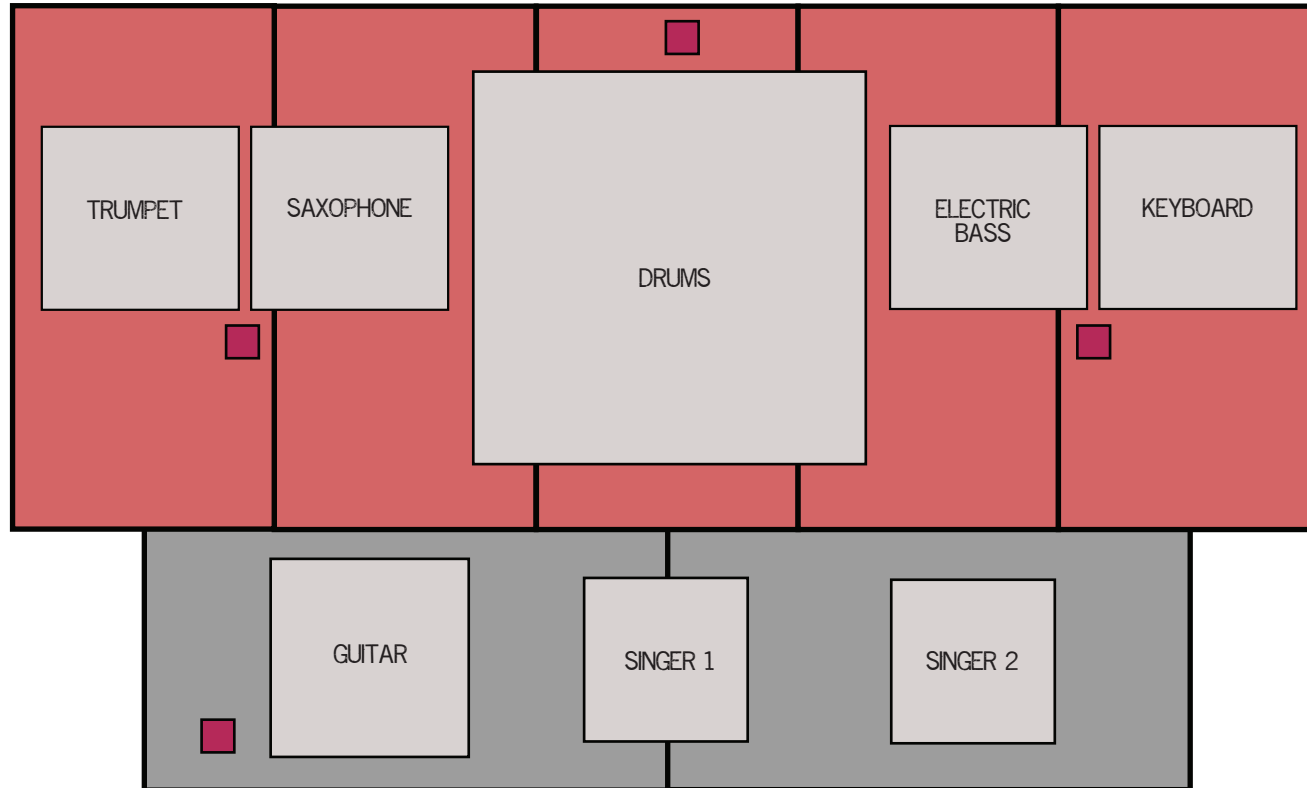 TRUMPET
SAXOPHONE
DRUMS
ELECTRIC
BASS
KEYBOARD
GUITAR
SINGER 1
SINGER 2